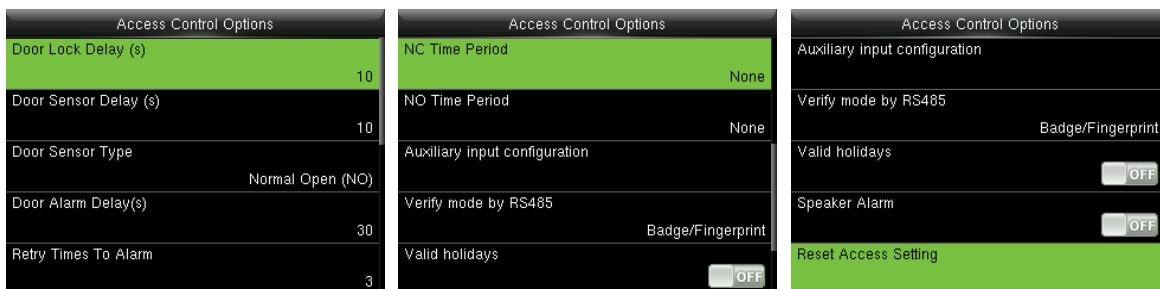 Access Control Options
Door Lock Delay (s)
10
Door Sensor Delay (s)
10
Door Sensor Type
Normal Open (NO)
Door Alarm Delay(s)
30
Retry Times To Alarm
3
Access Control Options
NC Time Period
None
NO Time Period
None
Auxiliary input configuration
Verify mode by RS485
Badge/Fingerprint
Valid holidays
OFF
Access Control Options
Auxiliary input configuration
Verify mode by RS485
Badge/Fingerprint
Valid holidays
OFF
Speaker Alarm
OFF
Reset Access Setting